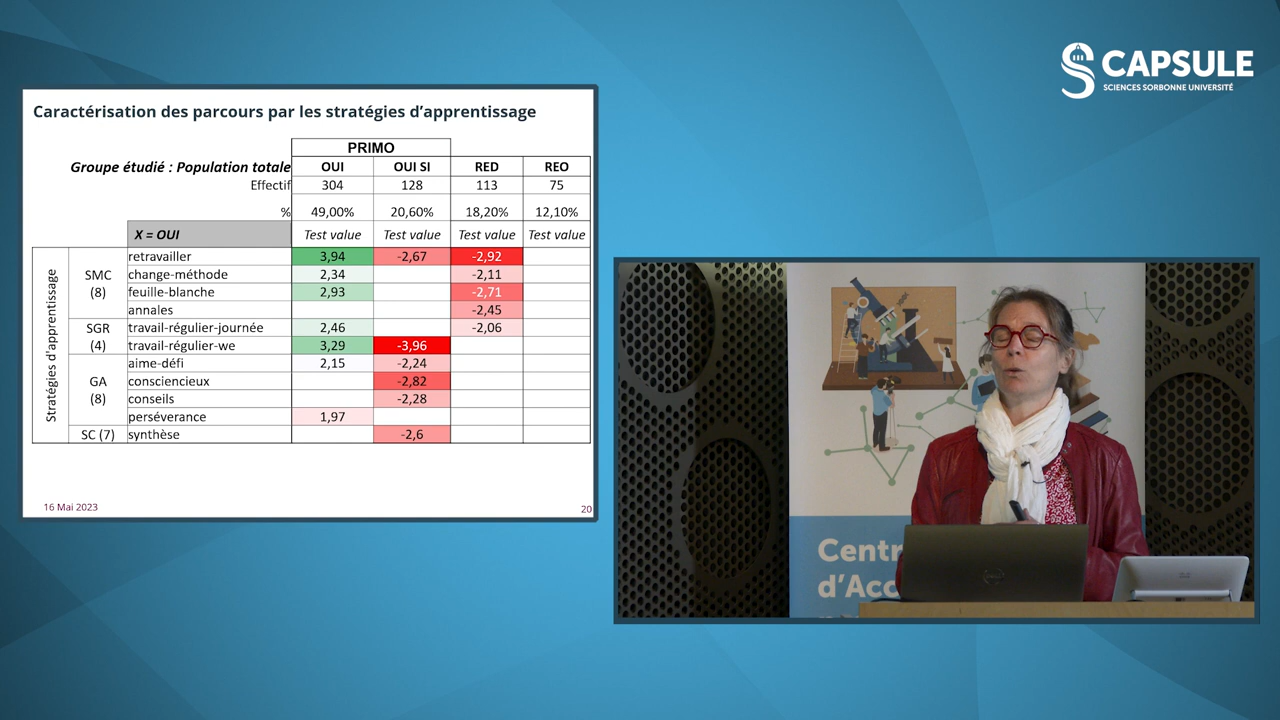 CAPSULE
SCIENCES SORBONNE UNIVERSITÉ
Caractérisation des parcours par les stratégies d'apprentissage
PRIMO
Groupe étudié : Population totale OUI OUI SI RED REO
Effectif 304 128 113 75
% 49,00% 20,60% 18,20% 12,10%
X = OUI Test value Test value Test value Test value
Stratégies d'apprentissage
SMC (8)
retravailler 3,94 -2,67 -2,92
change-méthode 2,34 -2,11
feuille-blanche 2,93 -2,71
annales -2,45
SGR (4)
travail-régulier-journée 2,46 -2,06
travail-régulier-we 3,29 -3,96
GA (8)
aime-défi 2,15 -2,24
consciencieux -2,82
conseils -2,28
persévérance 1,97
SC (7) synthèse -2,6
16 Mai 2023
20
Centr
d'Acc
DELL